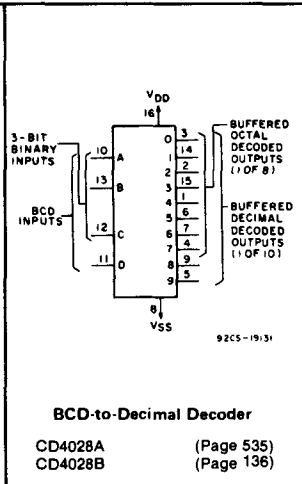 VDD
16
3-BIT
BINARY
INPUTS
BCD
INPUTS
10 A
13 B
12 C
11 D
0 3
1 14
2 2
3 15
4 1
5 6
6 7
7 4
8 9
9 5
BUFFERED
OCTAL
DECODED
OUTPUTS
(1 OF 8)
BUFFERED
DECIMAL
DECODED
OUTPUTS
(1 OF 10)
8
VSS
92CS-19131
BCD-to-Decimal Decoder
CD4028A (Page 535)
CD4028B (Page 136)